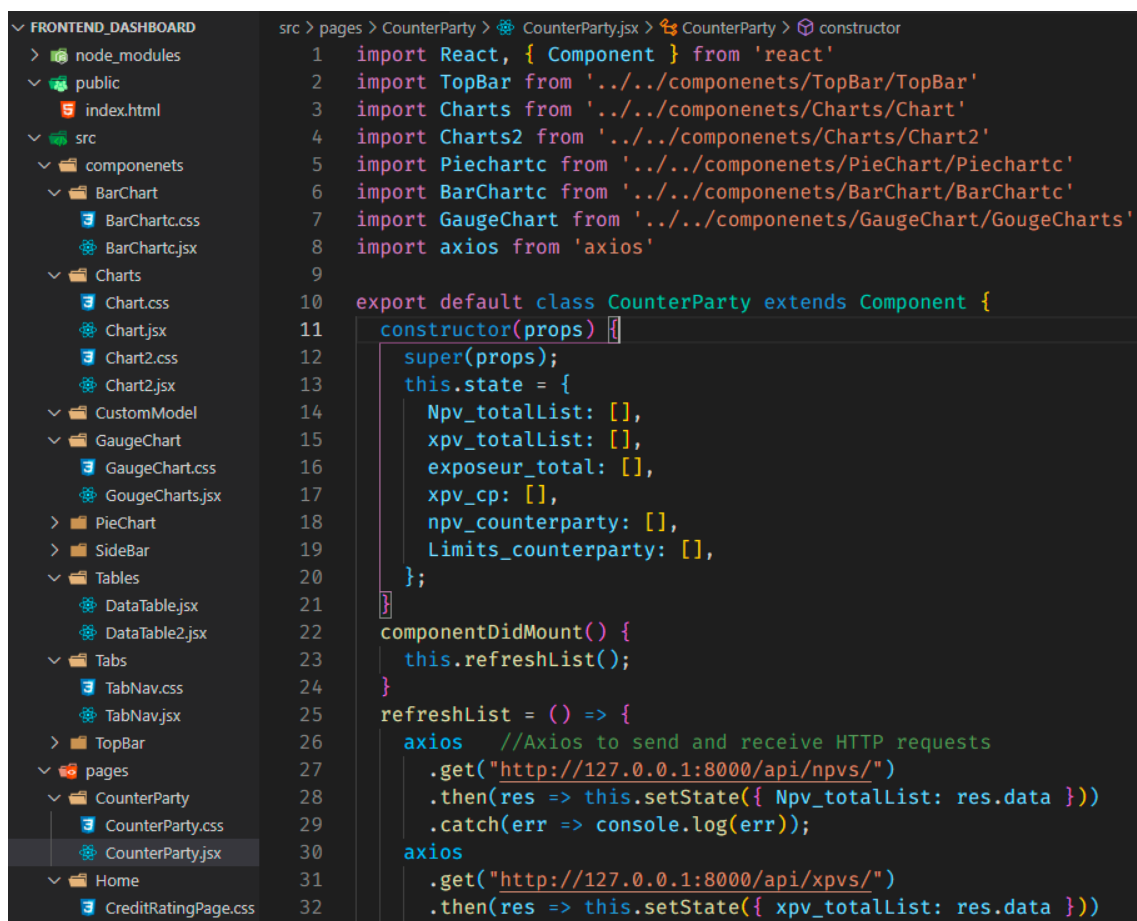 FRONTEND_DASHBOARD
node_modules
public
index.html
src
componenets
BarChart
BarChartc.css
BarChartc.jsx
Charts
Chart.css
Chart.jsx
Chart2.css
Chart2.jsx
CustomModel
GaugeChart
GaugeChart.css
GougeCharts.jsx
PieChart
SideBar
Tables
DataTable.jsx
DataTable2.jsx
Tabs
TabNav.css
TabNav.jsx
TopBar
pages
CounterParty
CounterParty.css
CounterParty.jsx
Home
CreditRatingPage.css
src > pages > CounterParty > CounterParty.jsx > CounterParty > constructor
1 import React, { Component } from 'react'
2 import TopBar from '../../componenets/TopBar/TopBar'
3 import Charts from '../../componenets/Charts/Chart'
4 import Charts2 from '../../componenets/Charts/Chart2'
5 import Piechartc from '../../componenets/PieChart/Piechartc'
6 import BarChartc from '../../componenets/BarChart/BarChartc'
7 import GaugeChart from '../../componenets/GaugeChart/GougeCharts'
8 import axios from 'axios'
9
10 export default class CounterParty extends Component {
11 constructor(props) {
12 super(props);
13 this.state = {
14 Npv_totalList: [],
15 xpv_totalList: [],
16 exposeur_total: [],
17 xpv_cp: [],
18 npv_counterparty: [],
19 Limits_counterparty: [],
20 };
21 }
22 componentDidMount() {
23 this.refreshList();
24 }
25 refreshList = () => {
26 axios //Axios to send and receive HTTP requests
27 .get("http://127.0.0.1:8000/api/npvs/")
28 .then(res => this.setState({ Npv_totalList: res.data }))
29 .catch(err => console.log(err));
30 axios
31 .get("http://127.0.0.1:8000/api/xpvs/")
32 .then(res => this.setState({ xpv_totalList: res.data }))